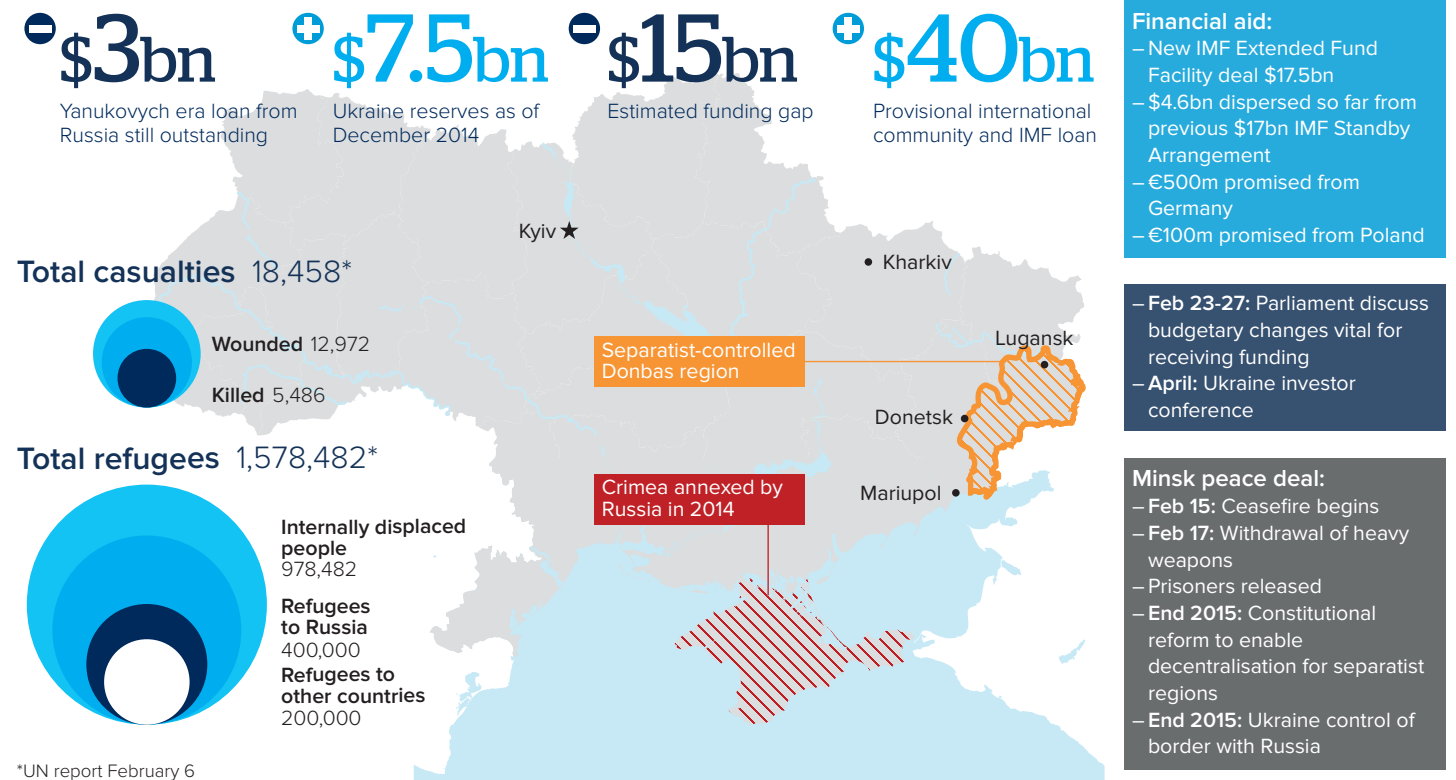 $3bn
Yanukovych era loan from
Russia still outstanding
$7.5bn
Ukraine reserves as of
December 2014
$15bn
Estimated funding gap
$40bn
Provisional international
community and IMF loan
Financial aid:
– New IMF Extended Fund
Facility deal $17.5bn
– $4.6bn dispersed so far from
previous $17bn IMF Standby
Arrangement
– €500m promised from
Germany
– €100m promised from Poland
– Feb 23-27: Parliament discuss
budgetary changes vital for
receiving funding
– April: Ukraine investor
conference
Minsk peace deal:
– Feb 15: Ceasefire begins
– Feb 17: Withdrawal of heavy
weapons
– Prisoners released
– End 2015: Constitutional
reform to enable
decentralisation for separatist
regions
– End 2015: Ukraine control of
border with Russia
Kyiv
Kharkiv
Lugansk
Donetsk
Mariupol
Separatist-controlled
Donbas region
Crimea annexed by
Russia in 2014
Total casualties 18,458*
Wounded 12,972
Killed 5,486
Total refugees 1,578,482*
Internally displaced
people
978,482
Refugees
to Russia
400,000
Refugees to
other countries
200,000
*UN report February 6